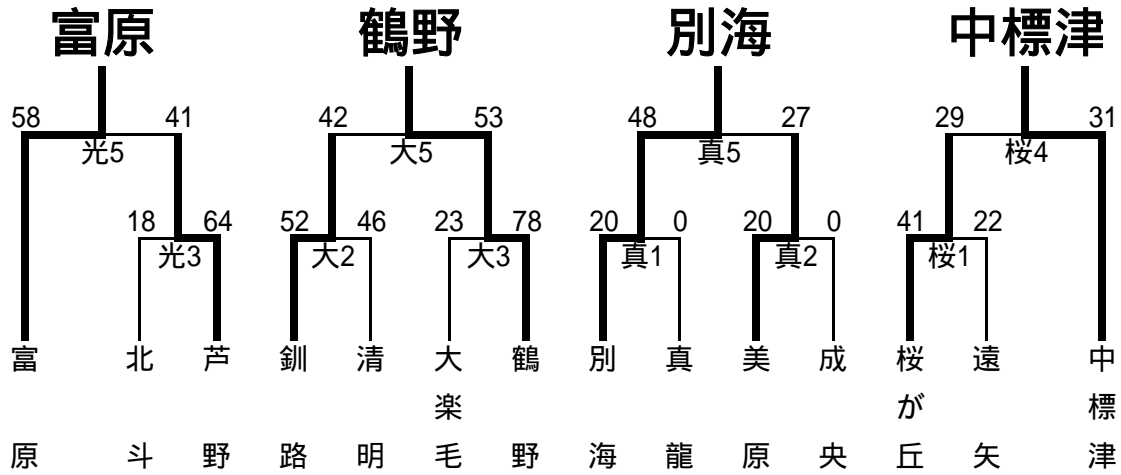 富原 鶴野 別海 中標津
58 41 42 53 48 27 29 31
光5 大5 真5 桜4
18 64 52 46 23 78 20 0 20 0 41 22
光3 大2 大3 真1 真2 桜1
富原 北斗 芦野 釧路 清明 大楽毛 鶴野 別海 真龍 美原 成央 桜が丘 遠矢 中標津